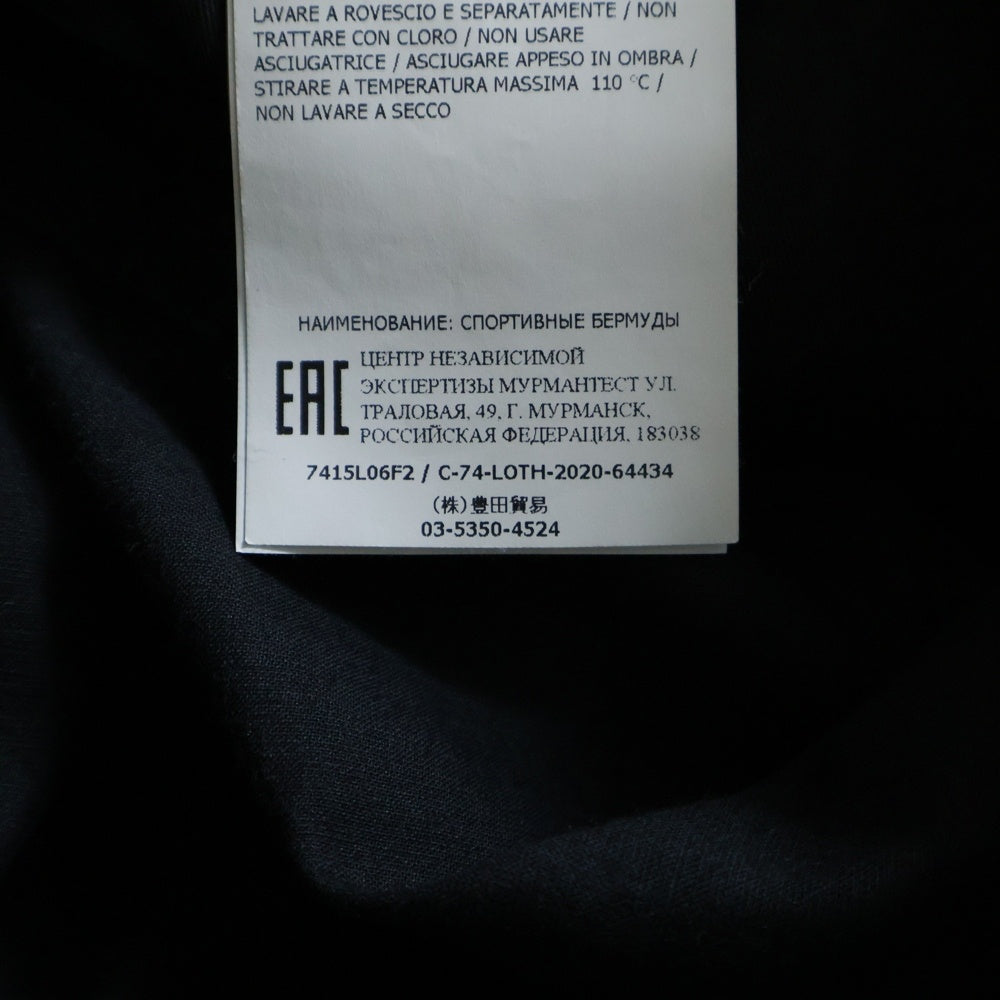 LAVARE A ROVESCIO E SEPARATAMENTE / NON
TRATTARE CON CLORO / NON USARE
ASCIUGATRICE / ASCIUGARE APPESO IN OMBRA /
STIRARE A TEMPERATURA MASSIMA 110 °C /
NON LAVARE A SECCO
НАИМЕНОВАНИЕ: СПОРТИВНЫЕ БЕРМУДЫ
EAC
ЦЕНТР НЕЗАВИСИМОЙ
ЭКСПЕРТИЗЫ МУРМАНТЕСТ УЛ.
ТРАЛОВАЯ, 49, Г. МУРМАНСК,
РОССИЙСКАЯ ФЕДЕРАЦИЯ, 183038
7415L06F2 / C-74-LOTH-2020-64434
(株)豊田貿易
03-5350-4524